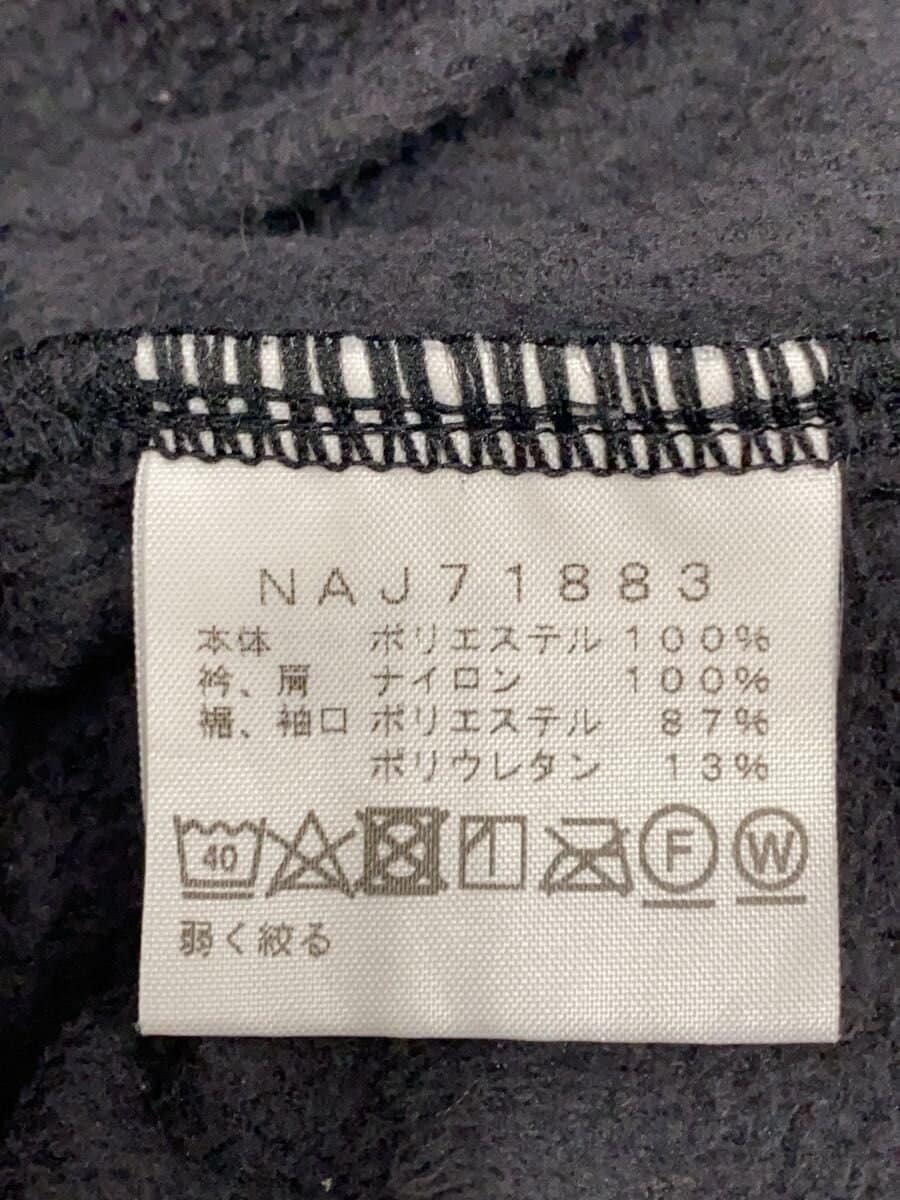 NAJ71883
本体 ポリエステル 100%
衿、肩 ナイロン 100%
裾、袖口 ポリエステル 87%
ポリウレタン 13%
40 F W
弱く絞る